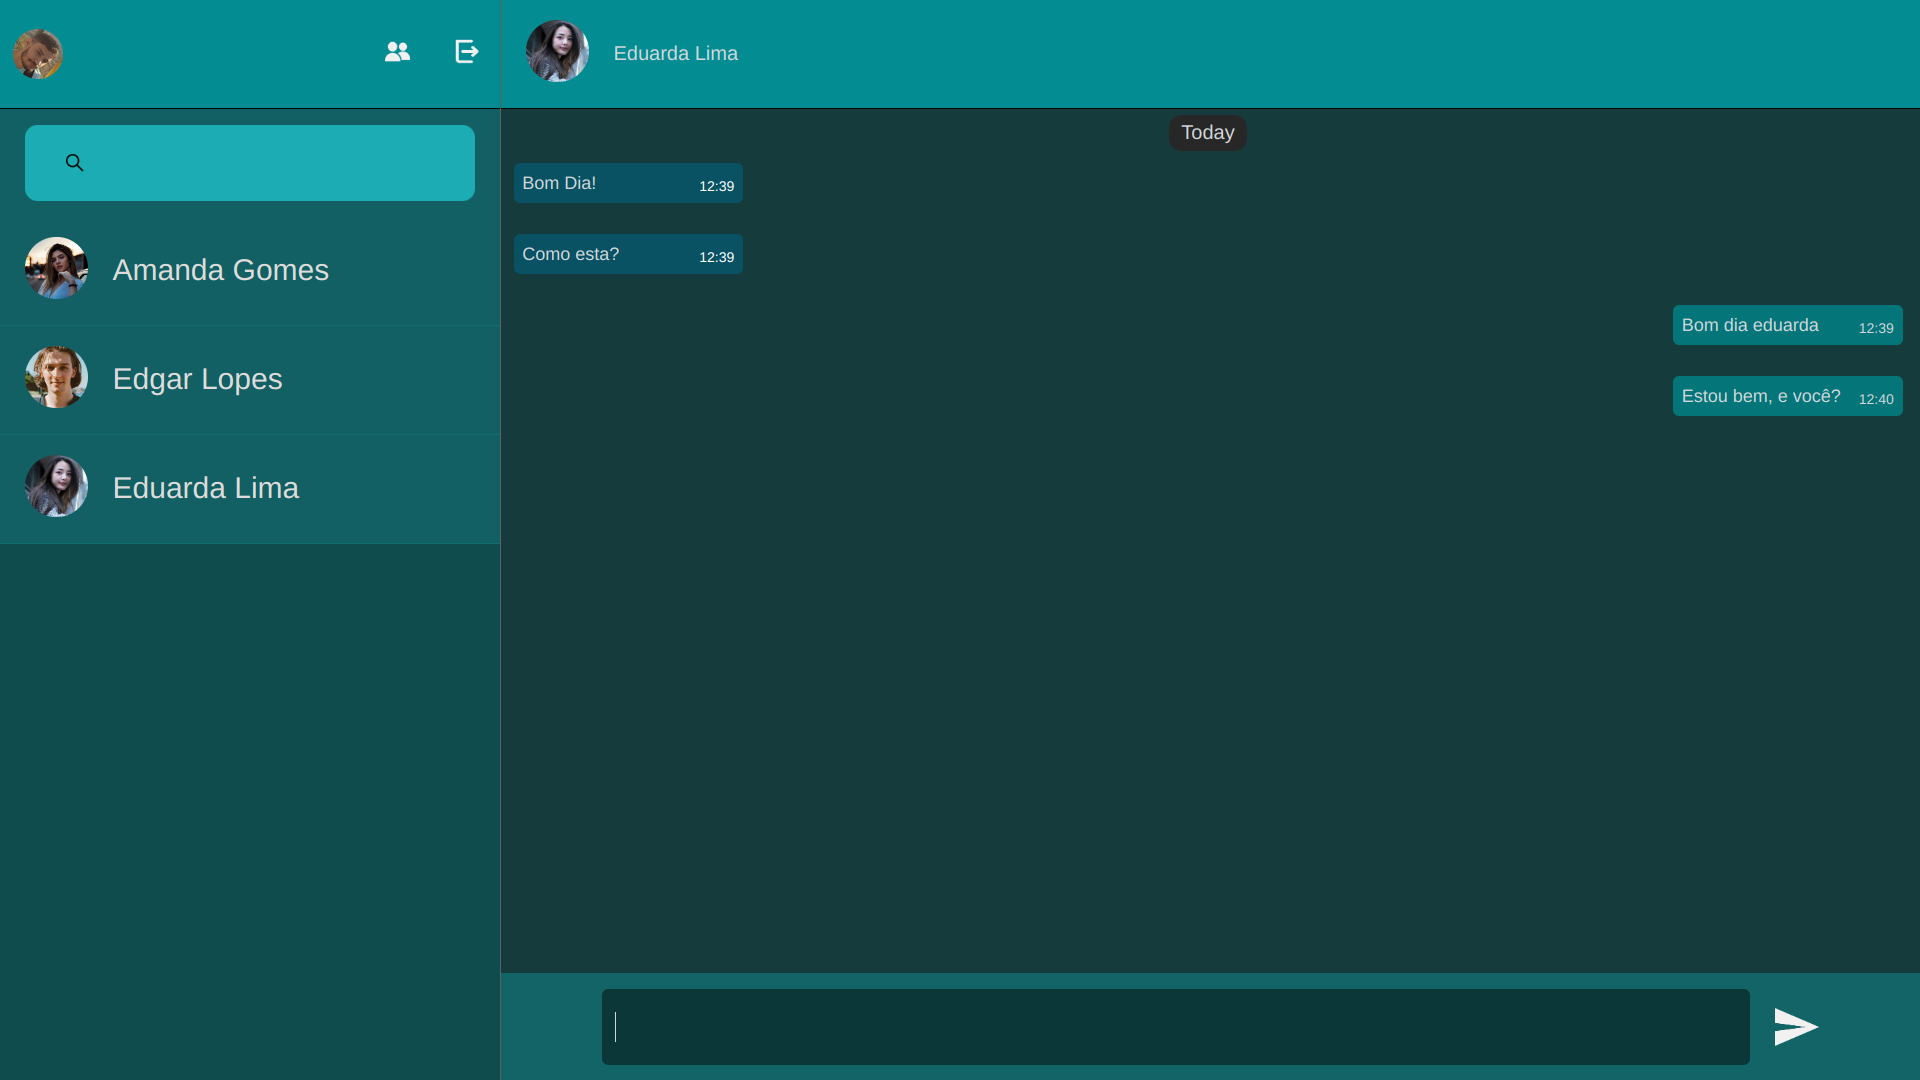 Eduarda Lima
Amanda Gomes
Edgar Lopes
Eduarda Lima
Today
Bom Dia! 12:39
Como esta? 12:39
Bom dia eduarda 12:39
Estou bem, e você? 12:40